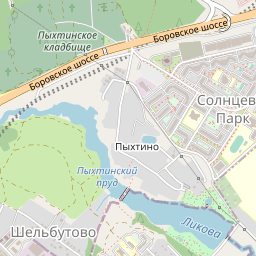 Пыхтинское
кладбище
Боровское шоссе
Боровское шоссе
Солнцев
Парк
Пыхтино
Пыхтинский
пруд
Ликова
Шельбутово